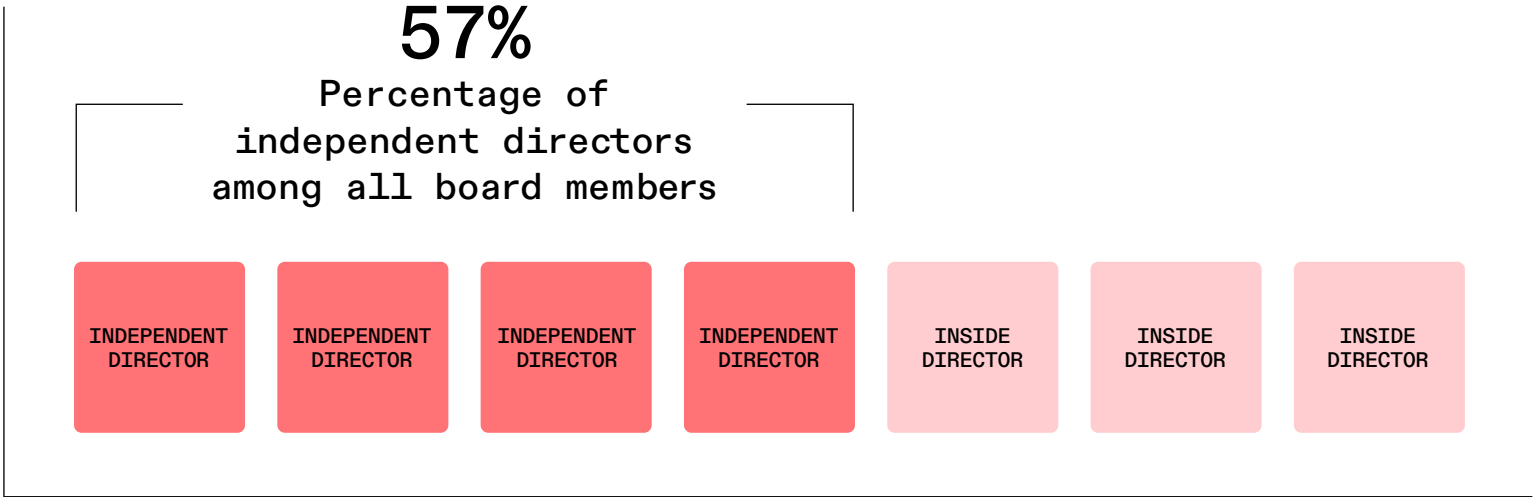 57%
Percentage of
independent directors
among all board members
INDEPENDENT
DIRECTOR
INDEPENDENT
DIRECTOR
INDEPENDENT
DIRECTOR
INDEPENDENT
DIRECTOR
INSIDE
DIRECTOR
INSIDE
DIRECTOR
INSIDE
DIRECTOR